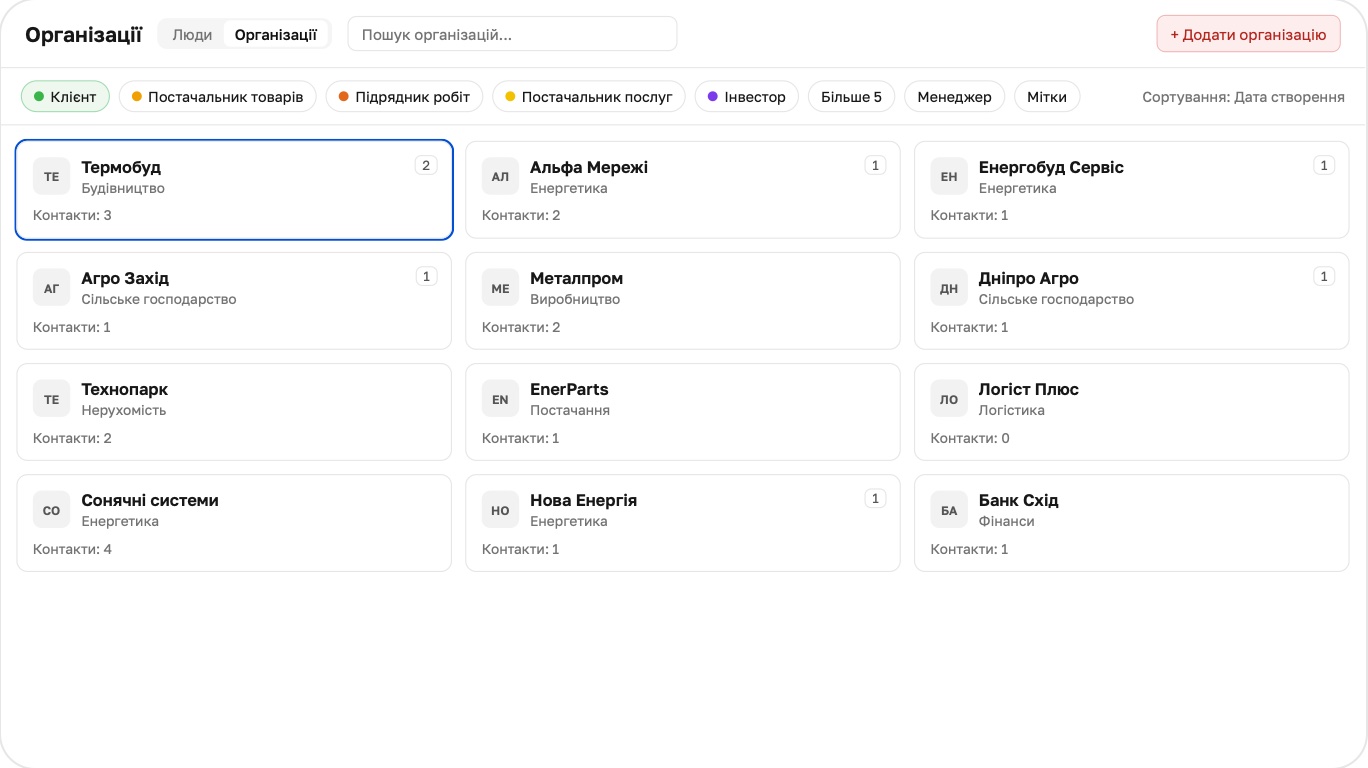 Організації
Люди
Організації
Пошук організацій...
+ Додати організацію
Клієнт
Постачальник товарів
Підрядник робіт
Постачальник послуг
Інвестор
Більше 5
Менеджер
Мітки
Сортування: Дата створення
ТЕ
Термобуд
2
Будівництво
Контакти: 3
АЛ
Альфа Мережі
1
Енергетика
Контакти: 2
ЕН
Енергобуд Сервіс
1
Енергетика
Контакти: 1
АГ
Агро Захід
1
Сільське господарство
Контакти: 1
МЕ
Металпром
Виробництво
Контакти: 2
ДН
Дніпро Агро
1
Сільське господарство
Контакти: 1
ТЕ
Технопарк
Нерухомість
Контакти: 2
EN
EnerParts
Постачання
Контакти: 1
ЛО
Логіст Плюс
Логістика
Контакти: 0
СО
Сонячні системи
Енергетика
Контакти: 4
НО
Нова Енергія
1
Енергетика
Контакти: 1
БА
Банк Схід
Фінанси
Контакти: 1